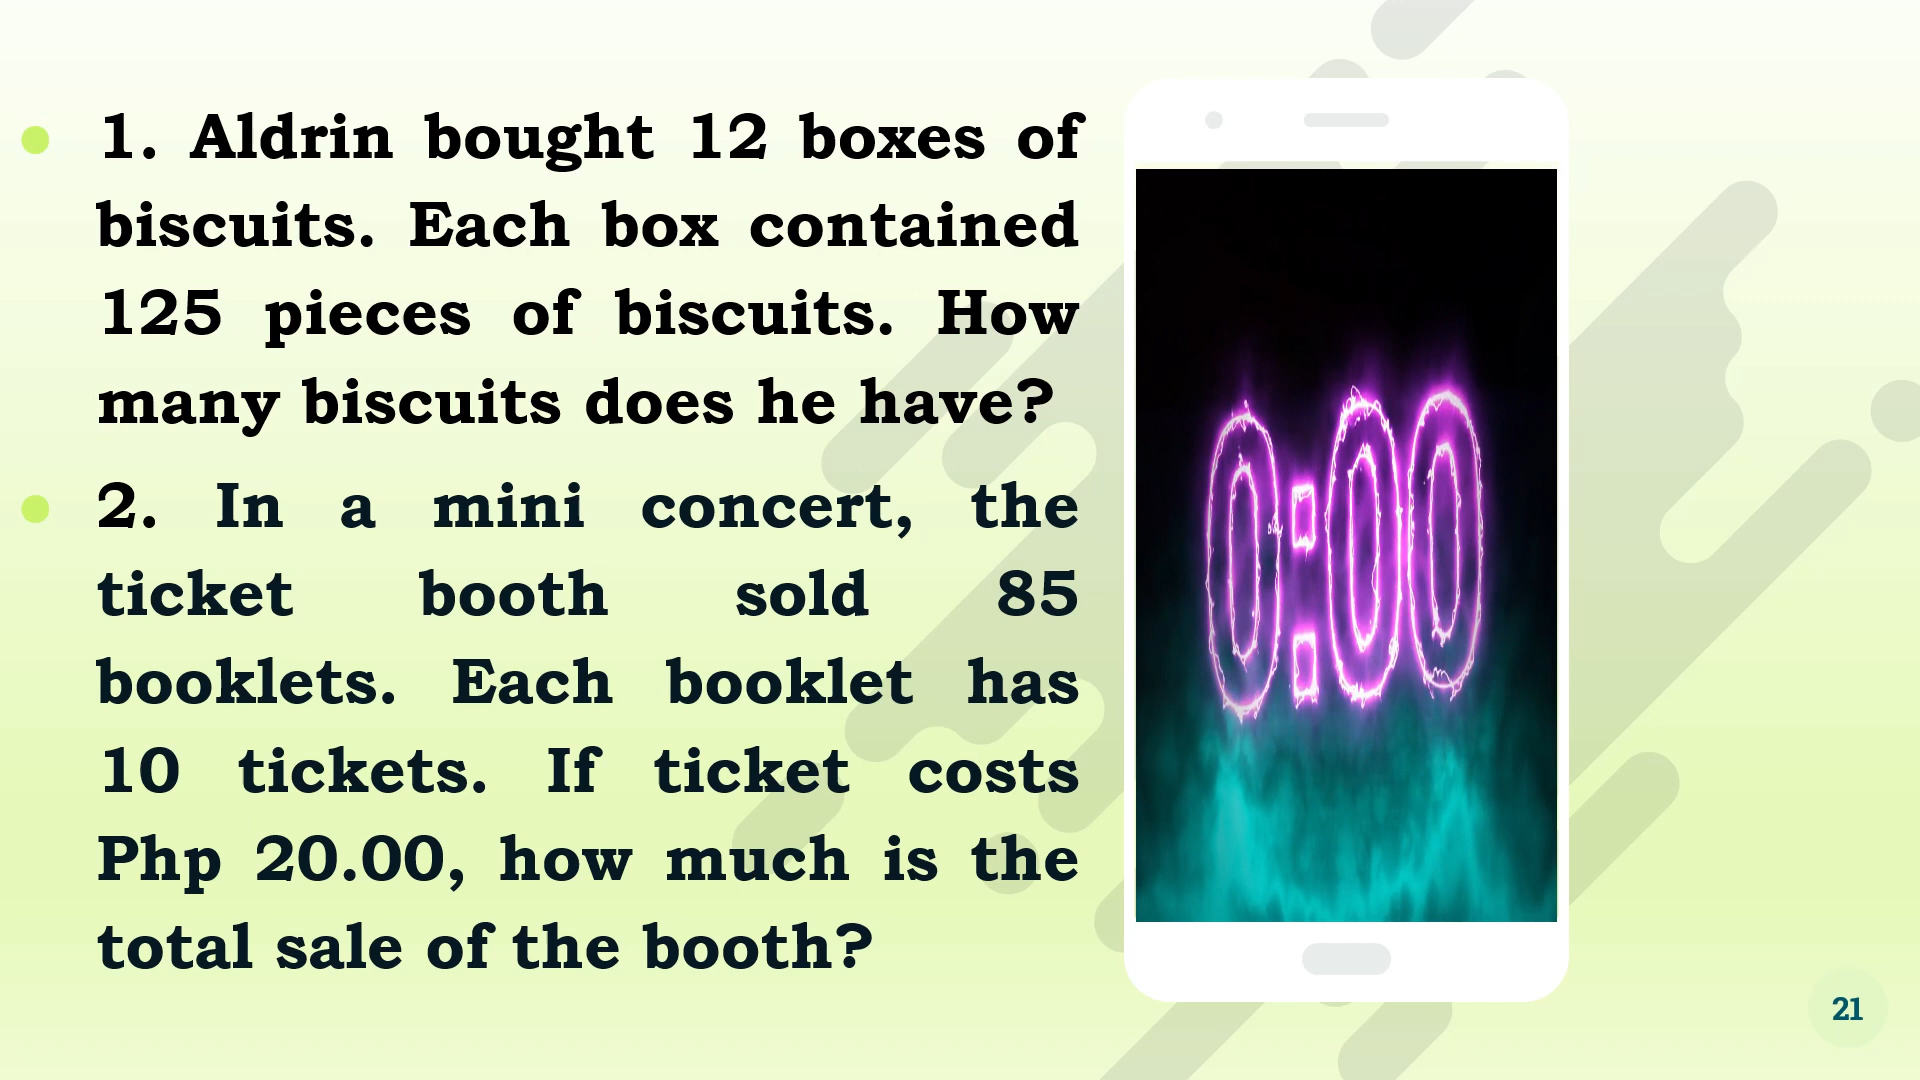 1. Aldrin bought 12 boxes of
biscuits. Each box contained
125 pieces of biscuits. How
many biscuits does he have?
2. In a mini concert, the
ticket booth sold 85
booklets. Each booklet has
10 tickets. If ticket costs
Php 20.00, how much is the
total sale of the booth?
0:00
21